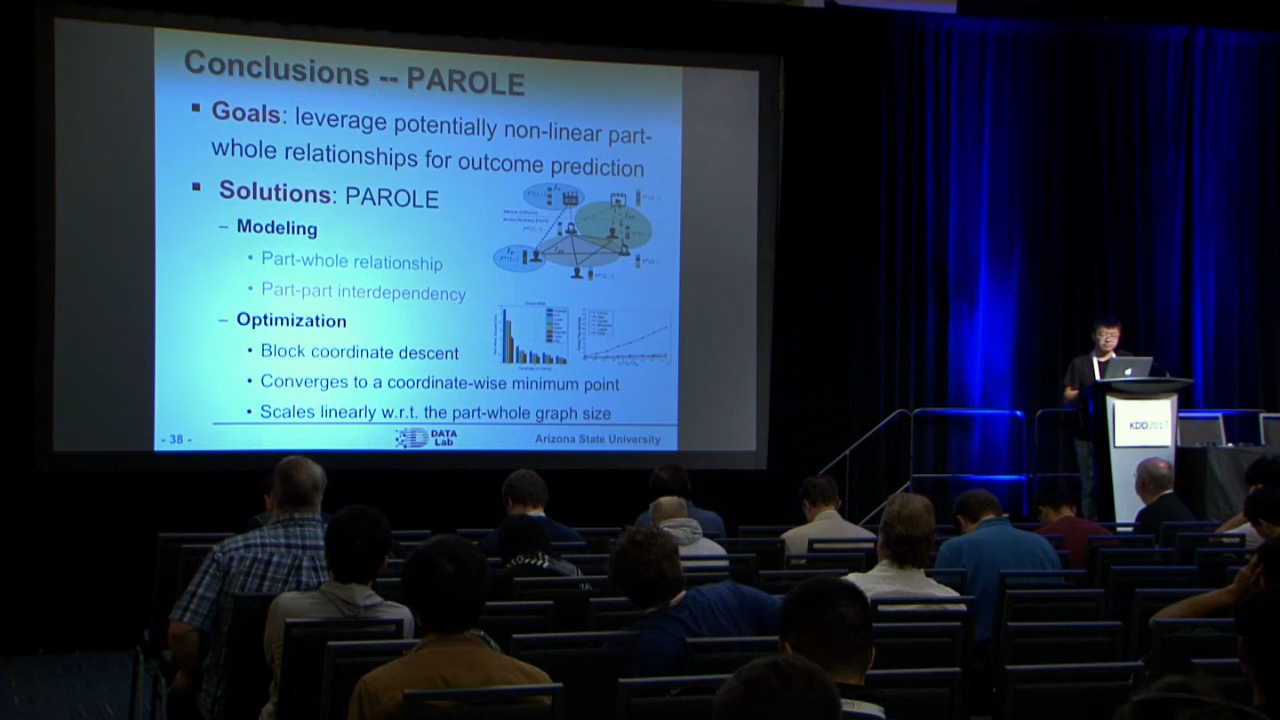 Conclusions -- PAROLE
▪ Goals: leverage potentially non-linear part-
whole relationships for outcome prediction
▪ Solutions: PAROLE
– Modeling
• Part-whole relationship
• Part-part interdependency
– Optimization
• Block coordinate descent
• Converges to a coordinate-wise minimum point
• Scales linearly w.r.t. the part-whole graph size
- 38 -
DATA
Lab
Arizona State University
KDD2017